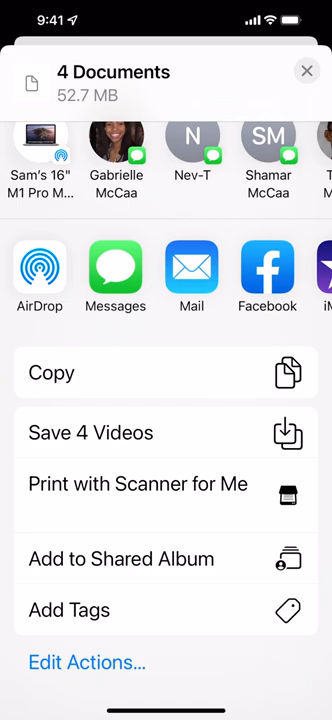 9:41
4 Documents
52.7 MB
N
SM
Sam's 16"
M1 Pro M...
Gabrielle
McCaa
Nev-T
Shamar
McCaa
AirDrop
Messages
Mail
Facebook
Copy
Save 4 Videos
Print with Scanner for Me
Add to Shared Album
Add Tags
Edit Actions...